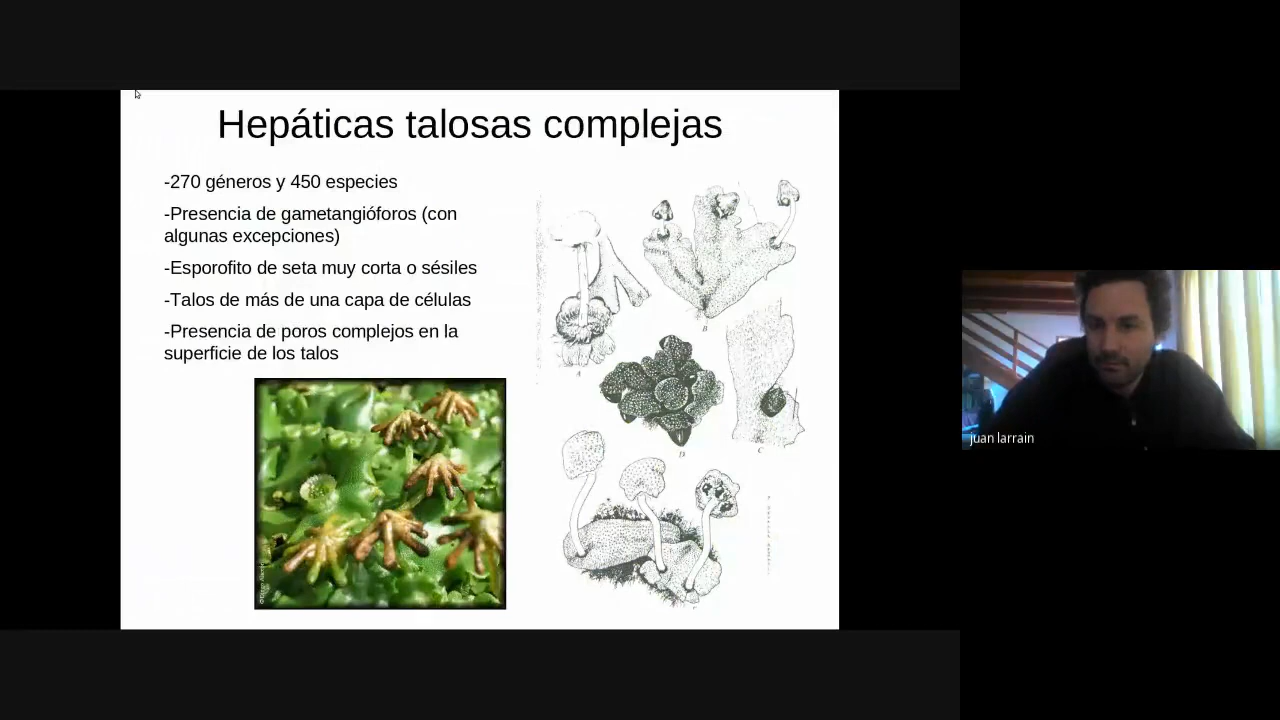 Hepáticas talosas complejas
-270 géneros y 450 especies
-Presencia de gametangióforos (con
algunas excepciones)
-Esporofito de seta muy corta o sésiles
-Talos de más de una capa de células
-Presencia de poros complejos en la
superficie de los talos
A
B
C
D
juan larrain